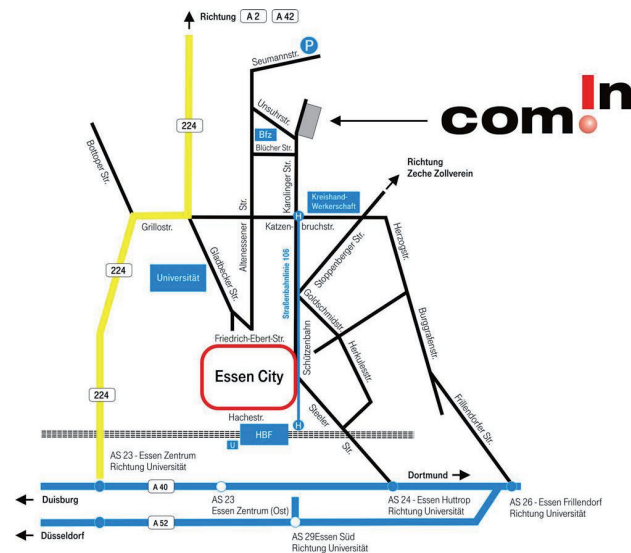 Richtung A 2 A 42
Seumannstr.
P
com.In
Unsuhrstr.
Bfz
Blücher Str.
224
Bottoper Str.
Richtung
Zeche Zollverein
Karolinger Str.
Kreishand-
Werkerschaft
H
Grillostr.
Altenessener Str.
Katzen-
bruchstr.
Stoppenberger Str.
Herzogstr.
224
Universität
Gladbecker Str.
Straßenbahnlinie 106
Goldschmidtstr.
Burggrafenstr.
Friedrich-Ebert-Str.
Schützenbahn
Herkulesstr.
Essen City
224
Steeler Str.
Frillendorfer Str.
Hachestr.
H
HBF
U
AS 23 - Essen Zentrum
Richtung Universität
Dortmund
A 40
Duisburg
AS 23
Essen Zentrum (Ost)
AS 24 - Essen Huttrop
Richtung Universität
AS 26 - Essen Frillendorf
Richtung Universität
A 52
Düsseldorf
AS 29Essen Süd
Richtung Universität